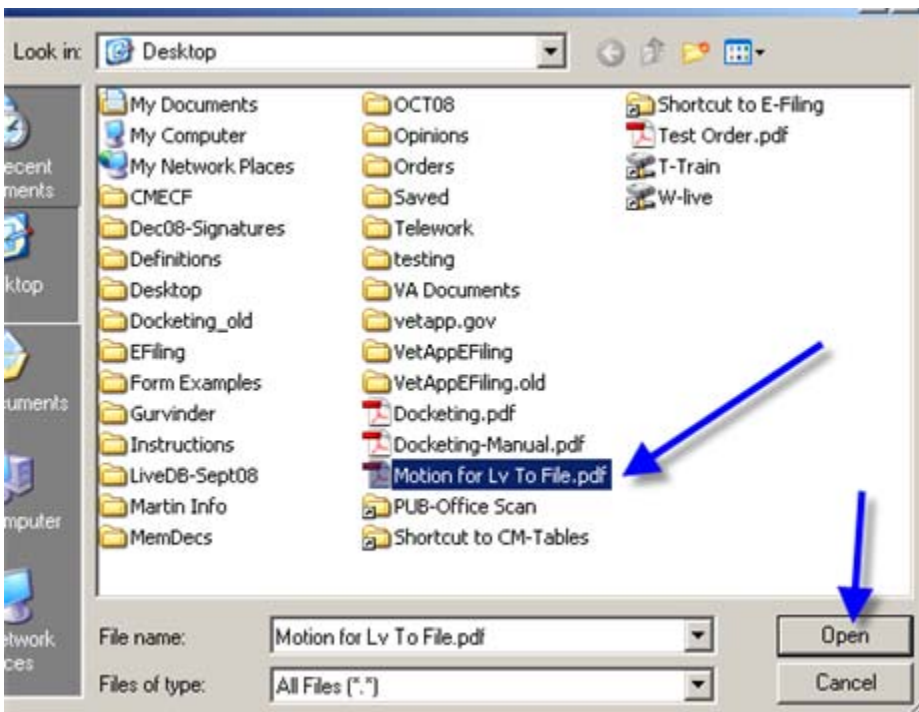 Look in: Desktop
My Documents
My Computer
My Network Places
CMECF
Dec08-Signatures
Definitions
Desktop
Docketing_old
EFiling
Form Examples
Gurvinder
Instructions
LiveDB-Sept08
Martin Info
MemDecs
OCT08
Opinions
Orders
Saved
Telework
testing
VA Documents
vetapp.gov
VetAppEFiling
VetAppEFiling.old
Docketing.pdf
Docketing-Manual.pdf
Motion for Lv To File.pdf
PUB-Office Scan
Shortcut to CM-Tables
Shortcut to E-Filing
Test Order.pdf
T-Train
W-live
File name: Motion for Lv To File.pdf
Open
Files of type: All Files (*.*)
Cancel